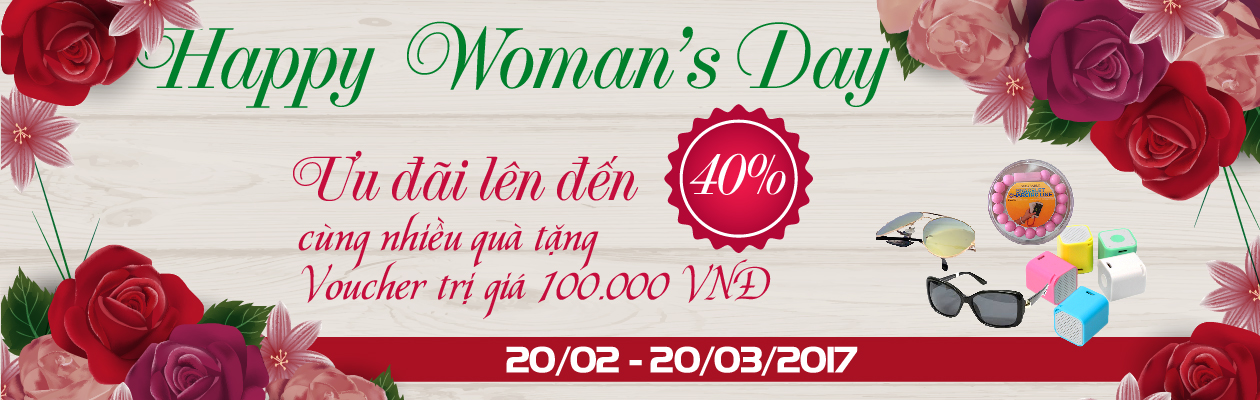 Happy Woman's Day
Ưu đãi lên đến 40%
cùng nhiều quà tặng
Voucher trị giá 100.000 VNĐ
20/02 - 20/03/2017